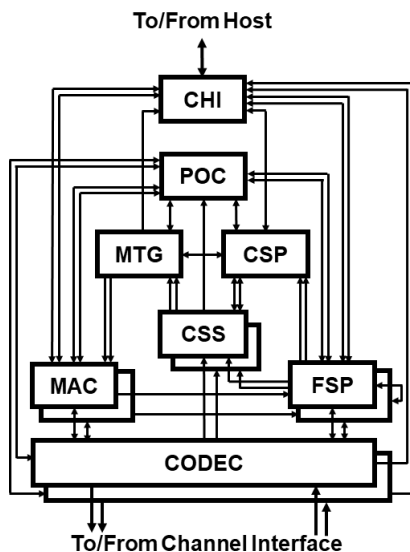 To/From Host
CHI
POC
MTG CSP
CSS
MAC FSP
CODEC
To/From Channel Interface